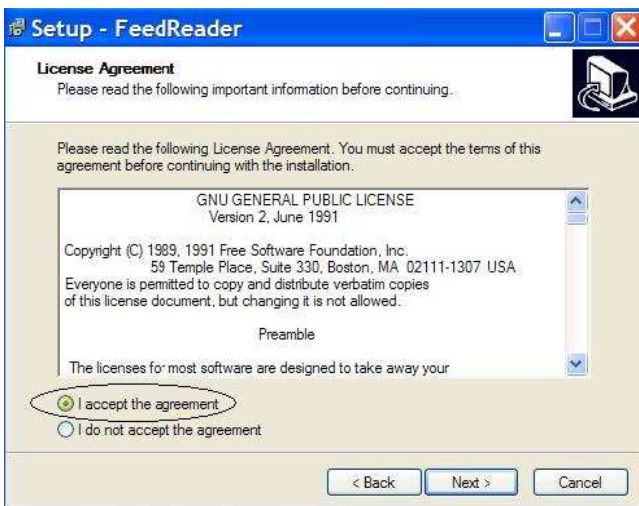 Setup - FeedReader
License Agreement
Please read the following important information before continuing.
Please read the following License Agreement. You must accept the terms of this
agreement before continuing with the installation.
GNU GENERAL PUBLIC LICENSE
Version 2, June 1991
Copyright (C) 1989, 1991 Free Software Foundation, Inc.
59 Temple Place, Suite 330, Boston, MA 02111-1307 USA
Everyone is permitted to copy and distribute verbatim copies
of this license document, but changing it is not allowed.
Preamble
The licenses for most software are designed to take away your
I accept the agreement
I do not accept the agreement
< Back Next > Cancel